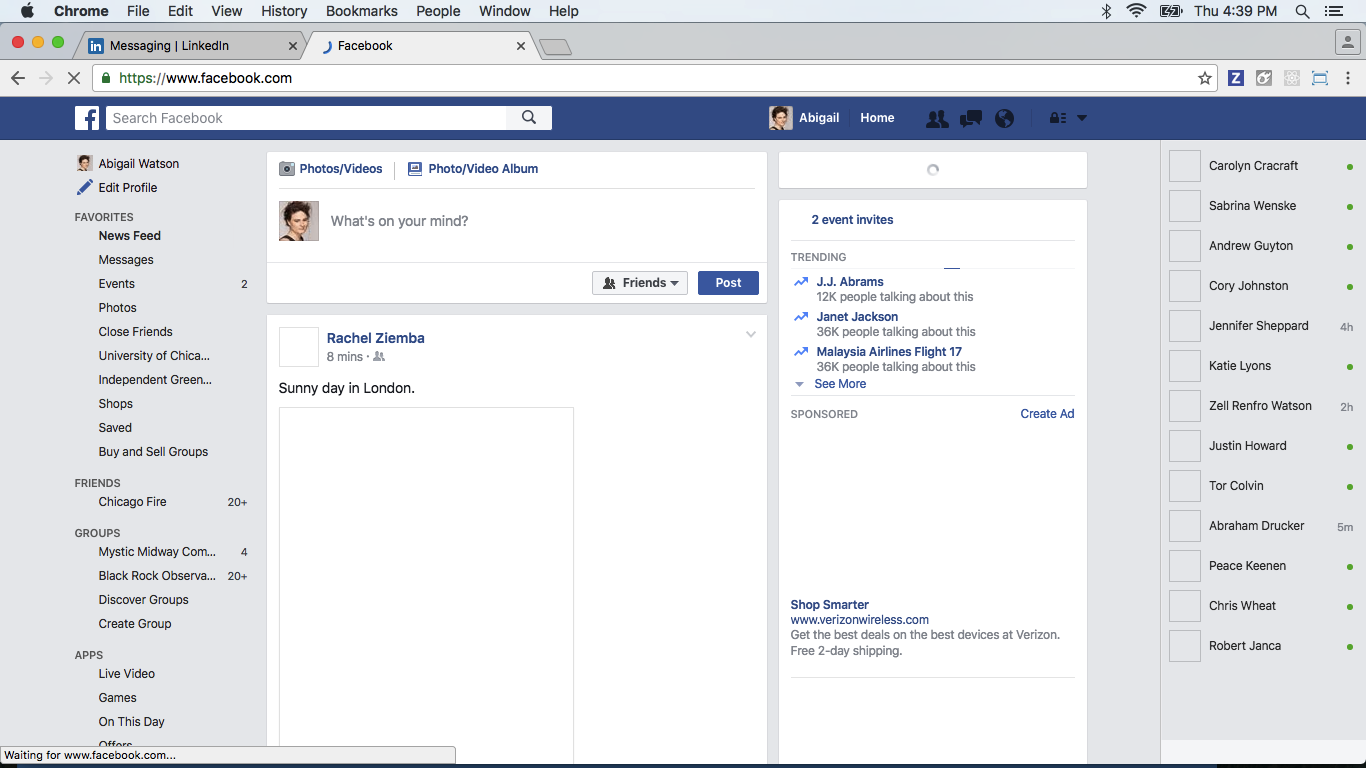 Chrome File Edit View History Bookmarks People Window Help Thu 4:39 PM
Messaging | LinkedIn
Facebook
https://www.facebook.com
Search Facebook
Abigail Home
Abigail Watson
Edit Profile
FAVORITES
News Feed
Messages
Events 2
Photos
Close Friends
University of Chica...
Independent Green...
Shops
Saved
Buy and Sell Groups
FRIENDS
Chicago Fire 20+
GROUPS
Mystic Midway Com... 4
Black Rock Observa... 20+
Discover Groups
Create Group
APPS
Live Video
Games
On This Day
Offers
Waiting for www.facebook.com...
Photos/Videos Photo/Video Album
What's on your mind?
Friends Post
Rachel Ziemba
8 mins ·
Sunny day in London.
2 event invites
TRENDING
J.J. Abrams
12K people talking about this
Janet Jackson
36K people talking about this
Malaysia Airlines Flight 17
36K people talking about this
See More
SPONSORED Create Ad
Shop Smarter
www.verizonwireless.com
Get the best deals on the best devices at Verizon.
Free 2-day shipping.
Carolyn Cracraft
Sabrina Wenske
Andrew Guyton
Cory Johnston
Jennifer Sheppard 4h
Katie Lyons
Zell Renfro Watson 2h
Justin Howard
Tor Colvin
Abraham Drucker 5m
Peace Keenen
Chris Wheat
Robert Janca